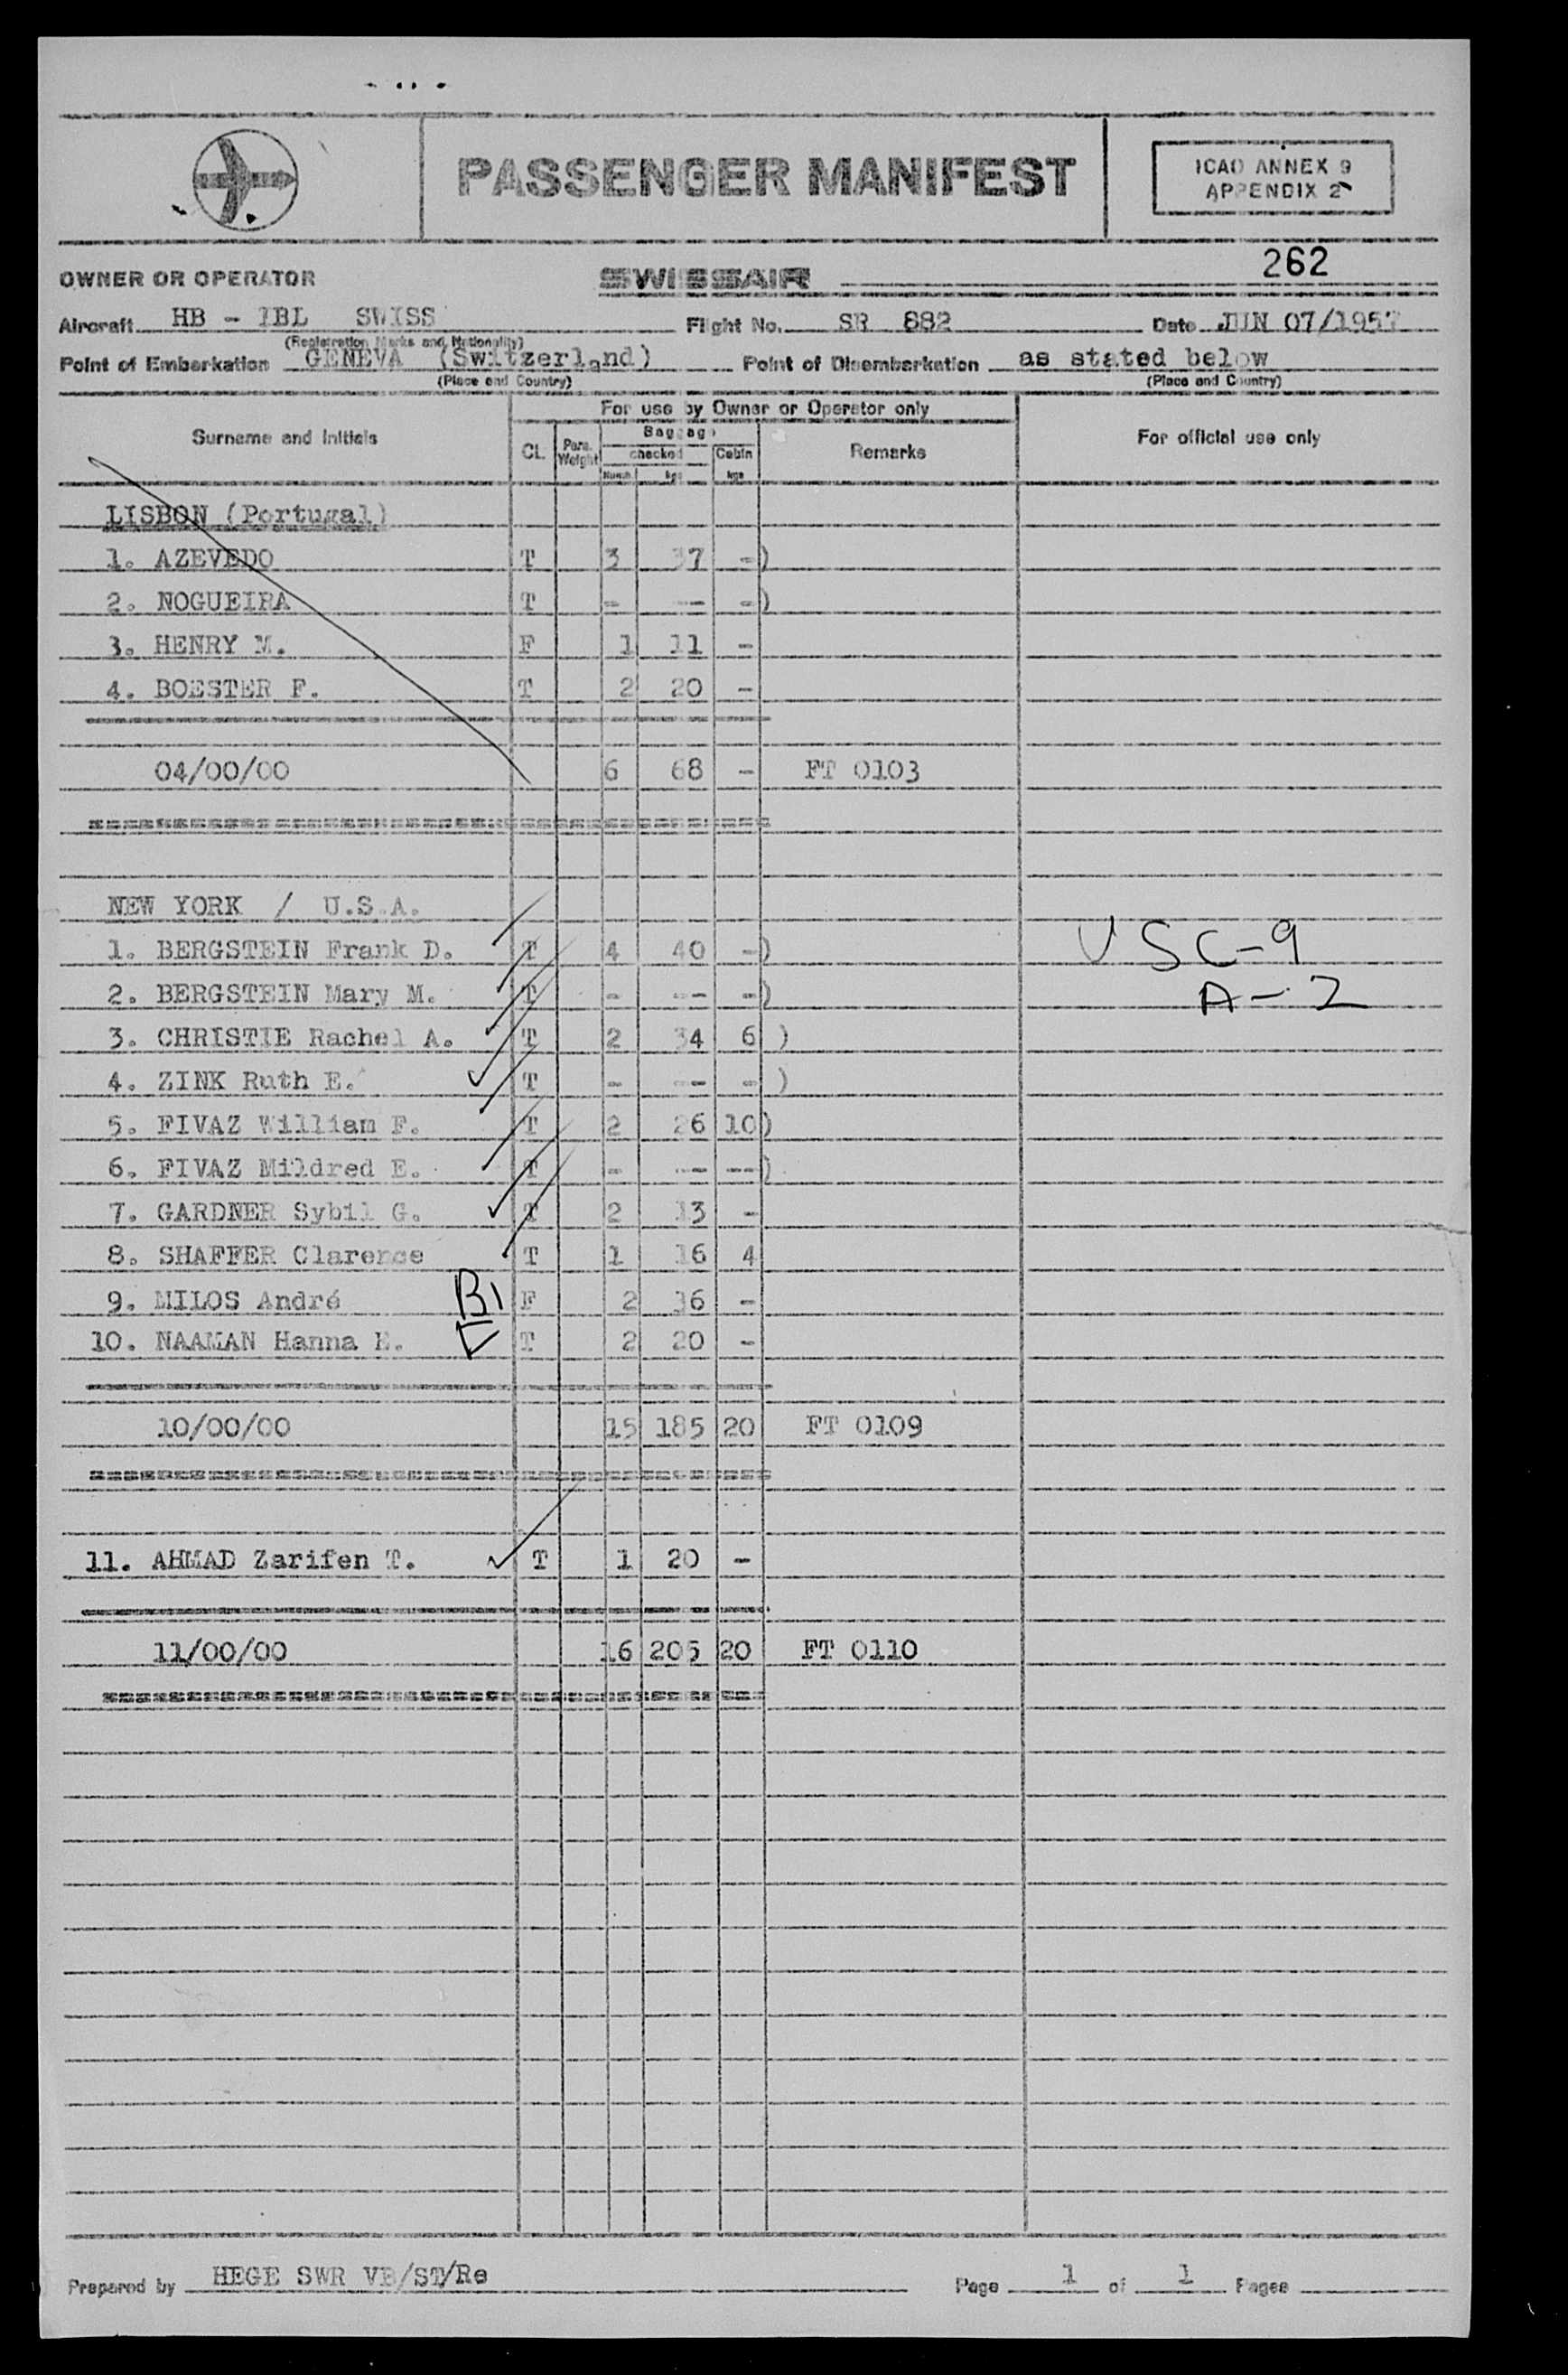 PASSENGER MANIFEST
ICAO ANNEX 9
APPENDIX 2
262
OWNER OR OPERATOR SWISSAIR
Aircraft HB - IBL SWISS Flight No. SR 882 Date JUN 07/1957
(Registration Marks and Nationality)
Point of Embarkation GENEVA (Switzerland) Point of Disembarkation as stated below
(Place and Country) (Place and Country)
For use by Owner or Operator only
Surname and Initials CL. Pass. Weight Baggage checked Cabin Remarks For official use only
Numb kgs kgs
LISBON (Portugal)
1. AZEVEDO T 3 37 -)
2. NOGUEIRA T - -- -)
3. HENRY M. F 1 11 -
4. BOESTER F. T 2 20 -
04/00/00 6 68 - FT 0103
NEW YORK / U.S.A.
1. BERGSTEIN Frank D. T 4 40 -) USC-9
2. BERGSTEIN Mary M. T - -- -) A-2
3. CHRISTIE Rachel A. T 2 34 6 )
4. ZINK Ruth E. T - -- - )
5. FIVAZ William F. T 2 26 10)
6. FIVAZ Mildred E. T - -- --)
7. GARDNER Sybil G. T 2 13 -
8. SHAFFER Clarence T 1 16 4
9. MILOS André B1 F 2 36 -
10. NAAMAN Hanna E. T 2 20 -
10/00/00 15 185 20 FT 0109
11. AHMAD Zarifen T. T 1 20 -
11/00/00 16 205 20 FT 0110
Prepared by HEGE SWR VB/ST/Re Page 1 of 1 Pages